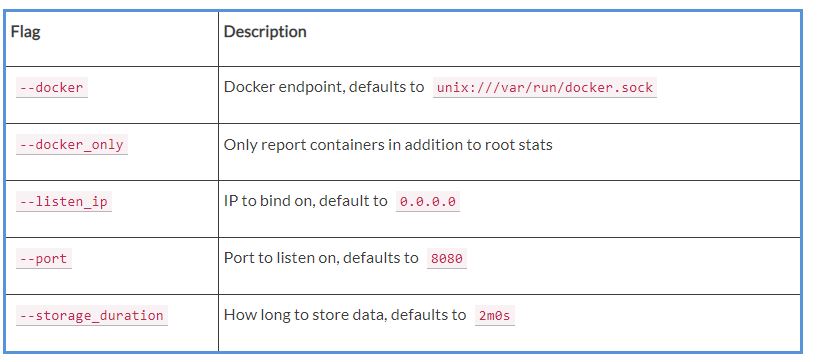 Flag Description
--docker Docker endpoint, defaults to unix:///var/run/docker.sock
--docker_only Only report containers in addition to root stats
--listen_ip IP to bind on, default to 0.0.0.0
--port Port to listen on, defaults to 8080
--storage_duration How long to store data, defaults to 2m0s